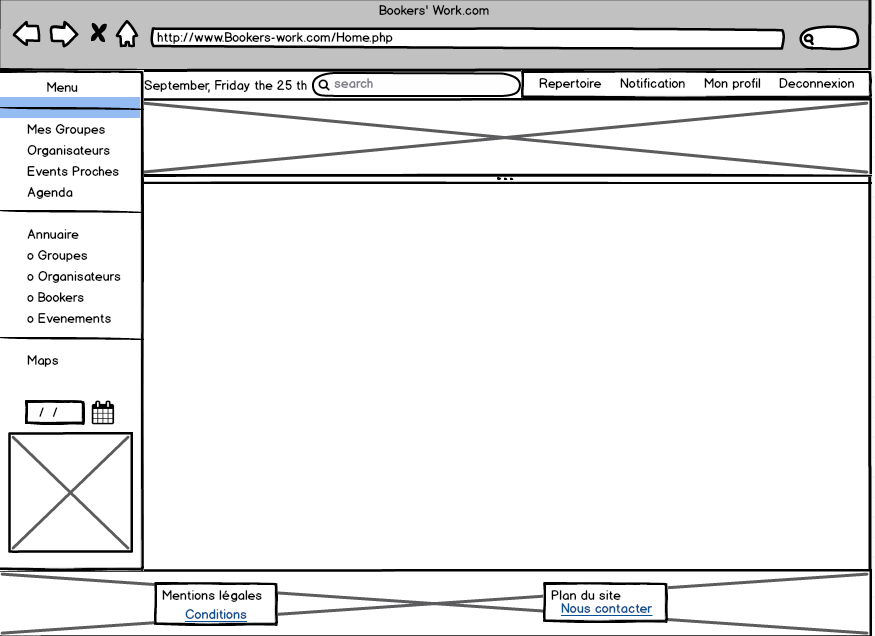 Bookers' Work.com
http://www.Bookers-work.com/Home.php
Menu
September, Friday the 25 th
search
Repertoire
Notification
Mon profil
Deconnexion
Mes Groupes
Organisateurs
Events Proches
Agenda
Annuaire
o Groupes
o Organisateurs
o Bookers
o Evenements
Maps
/ /
Mentions légales
Conditions
Plan du site
Nous contacter